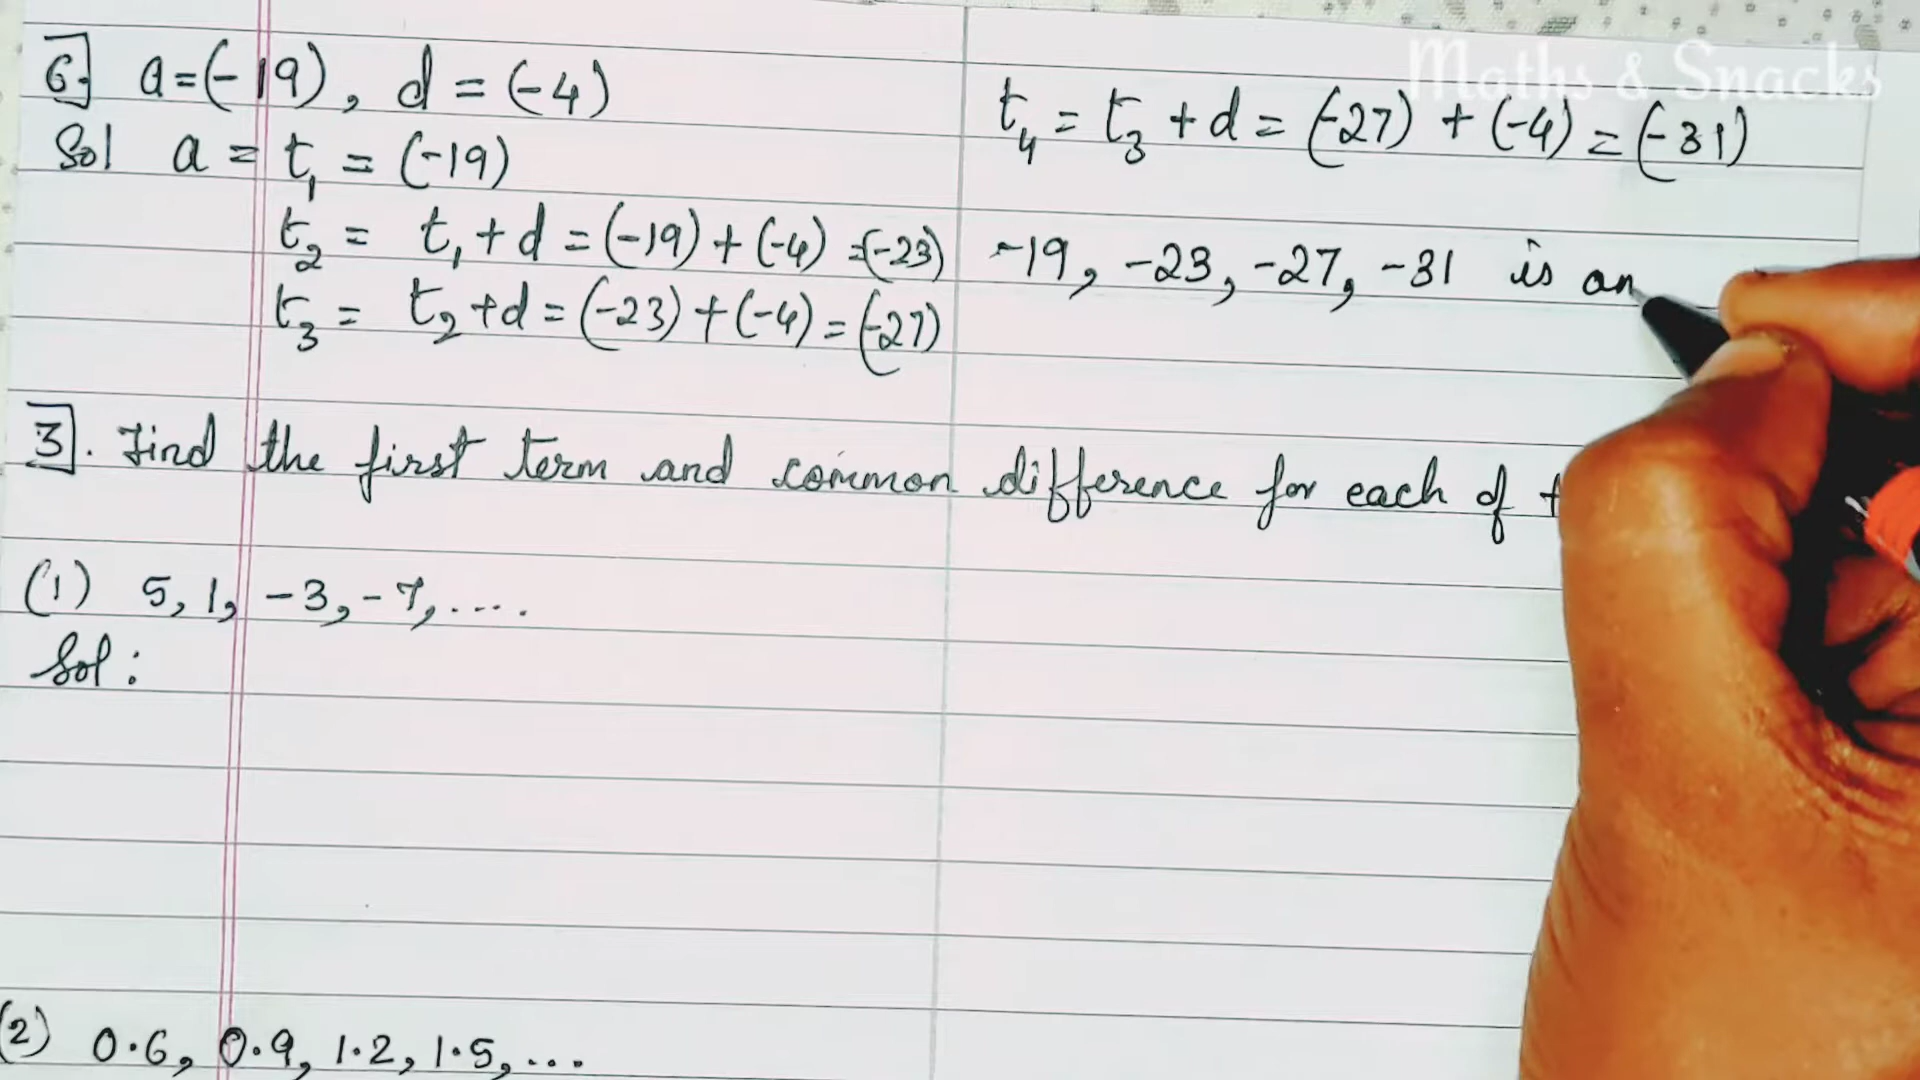 6] a=(-19), d = (-4)
Sol a = t₁ = (-19)
t₂ = t₁ + d = (-19) + (-4) = (-23)
t₃ = t₂ + d = (-23) + (-4) = (-27)
Maths & Snacks
t₄ = t₃ + d = (-27) + (-4) = (-31)
-19, -23, -27, -31 is an
3]. Find the first term and common difference for each of
(1) 5, 1, -3, -7, ....
Sol :
(2) 0.6, 0.9, 1.2, 1.5, ...